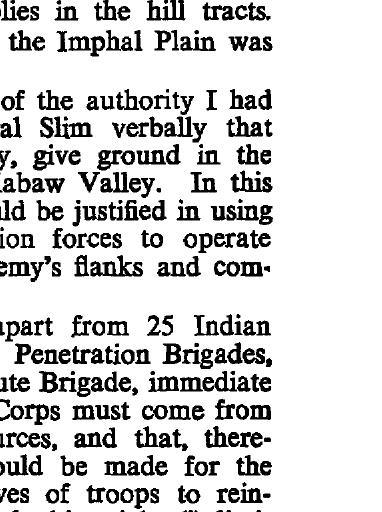 lies in the hill tracts.
the Imphal Plain was
of the authority I had
al Slim verbally that
y, give ground in the
abaw Valley. In this
ld be justified in using
ion forces to operate
emy's flanks and com-
apart from 25 Indian
Penetration Brigades,
ute Brigade, immediate
Corps must come from
urces, and that, there-
ould be made for the
ves of troops to rein-